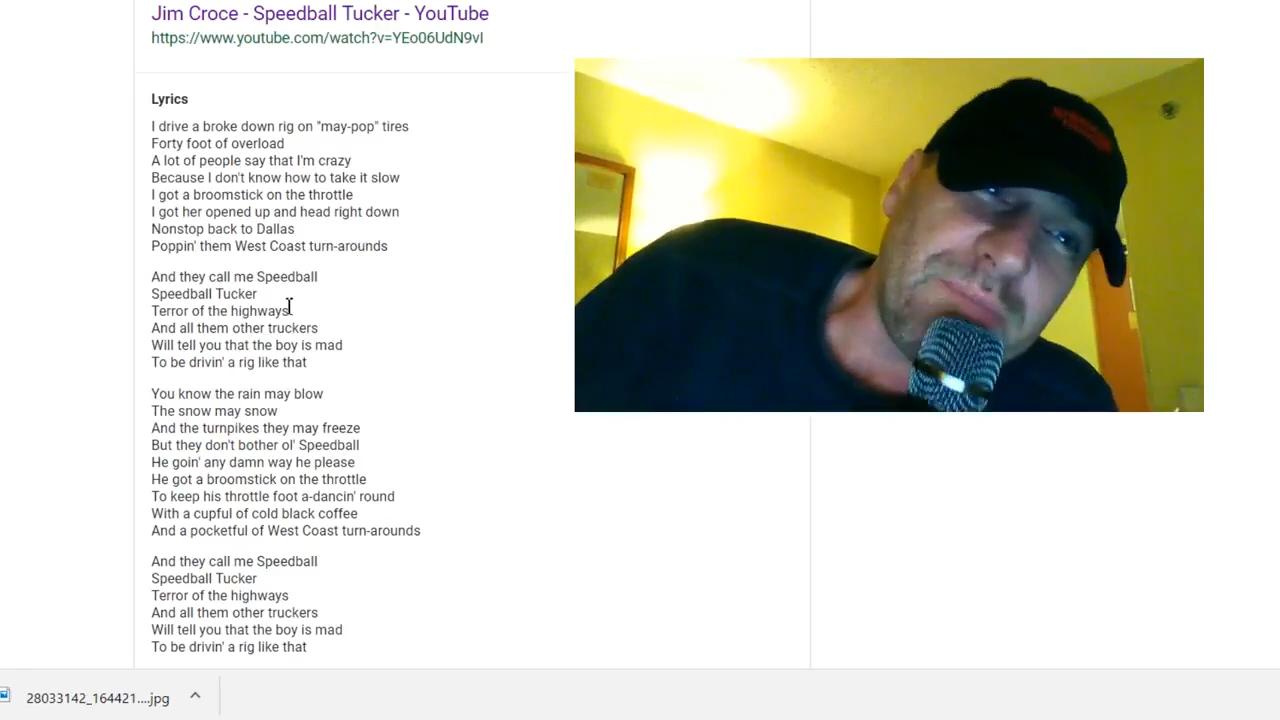 Jim Croce - Speedball Tucker - YouTube
https://www.youtube.com/watch?v=YEo06UdN9vI
Lyrics
I drive a broke down rig on "may-pop" tires
Forty foot of overload
A lot of people say that I'm crazy
Because I don't know how to take it slow
I got a broomstick on the throttle
I got her opened up and head right down
Nonstop back to Dallas
Poppin' them West Coast turn-arounds
And they call me Speedball
Speedball Tucker
Terror of the highways
And all them other truckers
Will tell you that the boy is mad
To be drivin' a rig like that
You know the rain may blow
The snow may snow
And the turnpikes they may freeze
But they don't bother ol' Speedball
He goin' any damn way he please
He got a broomstick on the throttle
To keep his throttle foot a-dancin' round
With a cupful of cold black coffee
And a pocketful of West Coast turn-arounds
And they call me Speedball
Speedball Tucker
Terror of the highways
And all them other truckers
Will tell you that the boy is mad
To be drivin' a rig like that
28033142_164421....jpg